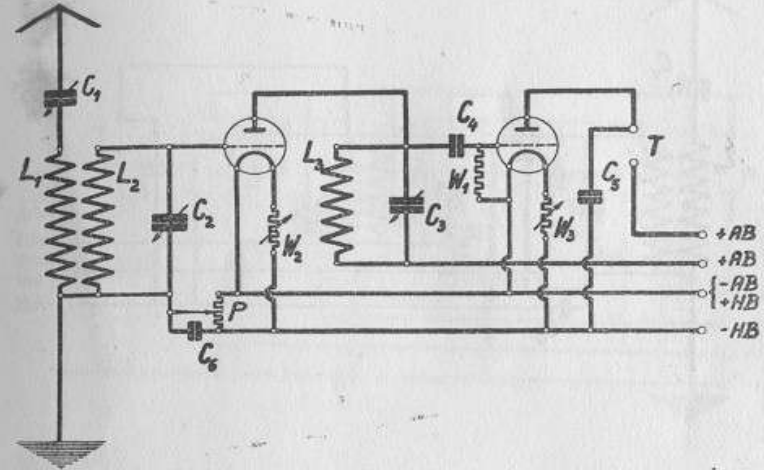 C₁
C₄
L₁
L₂
L₃
W₁
T
C₂
C₃
C₅
W₂
W₃
+AB
+AB
P
-AB
+HB
C₆
-HB